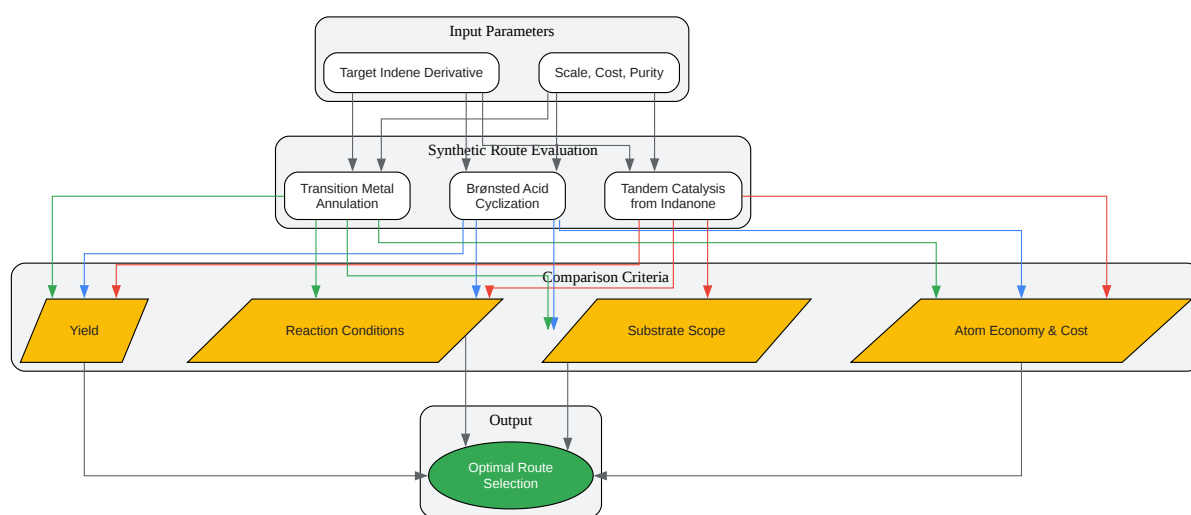 Input Parameters
Target Indene Derivative
Scale, Cost, Purity
Synthetic Route Evaluation
Transition Metal
Annulation
Brønsted Acid
Cyclization
Tandem Catalysis
from Indanone
Comparison Criteria
Yield
Reaction Conditions
Substrate Scope
Atom Economy & Cost
Output
Optimal Route
Selection